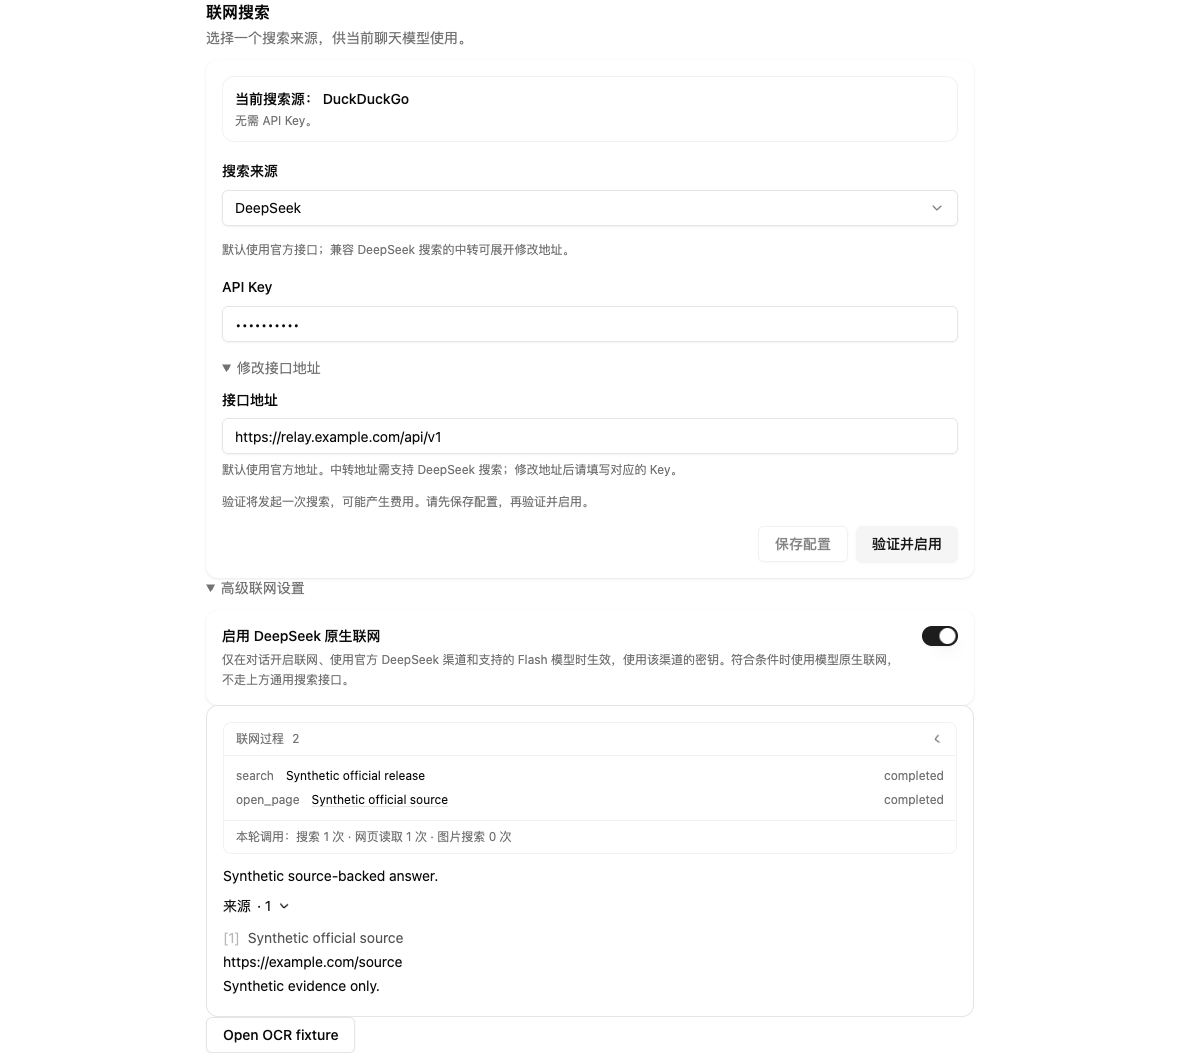 联网搜索
选择一个搜索来源，供当前聊天模型使用。
当前搜索源： DuckDuckGo
无需 API Key。
搜索来源
DeepSeek
默认使用官方接口；兼容 DeepSeek 搜索的中转可展开修改地址。
API Key
••••••••••
▼ 修改接口地址
接口地址
https://relay.example.com/api/v1
默认使用官方地址。中转地址需支持 DeepSeek 搜索；修改地址后请填写对应的 Key。
验证将发起一次搜索，可能产生费用。请先保存配置，再验证并启用。
保存配置 验证并启用
▼ 高级联网设置
启用 DeepSeek 原生联网
仅在对话开启联网、使用官方 DeepSeek 渠道和支持的 Flash 模型时生效，使用该渠道的密钥。符合条件时使用模型原生联网，
不走上方通用搜索接口。
联网过程 2
search Synthetic official release completed
open_page Synthetic official source completed
本轮调用：搜索 1 次 · 网页读取 1 次 · 图片搜索 0 次
Synthetic source-backed answer.
来源 · 1
[1] Synthetic official source
https://example.com/source
Synthetic evidence only.
Open OCR fixture